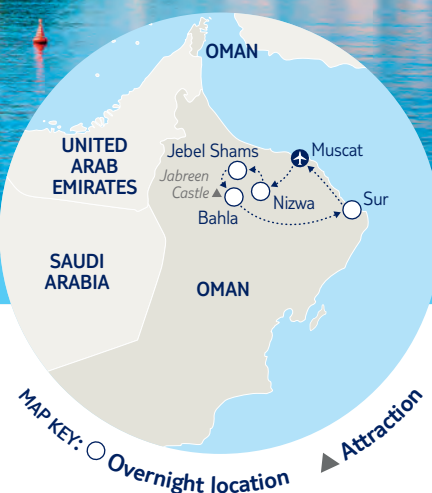 OMAN
UNITED
ARAB
EMIRATES
Jebel Shams
Muscat
Jabreen
Castle
Nizwa
Bahla
Sur
SAUDI
ARABIA
OMAN
MAP KEY: Overnight location
Attraction